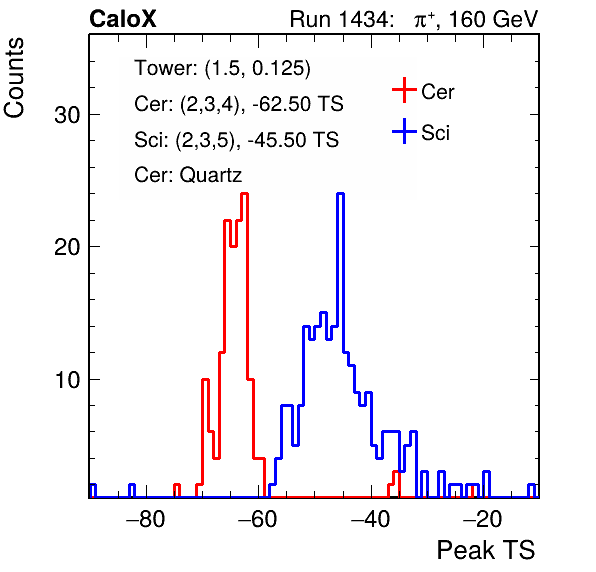 CaloX Run 1434: π⁺, 160 GeV
Counts
Tower: (1.5, 0.125)
Cer: (2,3,4), -62.50 TS
Sci: (2,3,5), -45.50 TS
Cer: Quartz
Cer
Sci
30
20
10
−80 −60 −40 −20
Peak TS